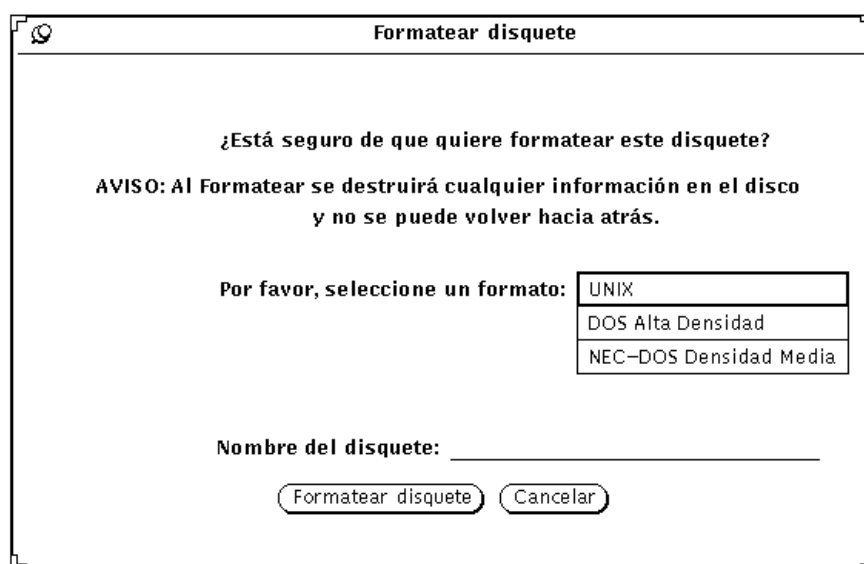 Formatear disquete
¿Está seguro de que quiere formatear este disquete?
AVISO: Al Formatear se destruirá cualquier información en el disco
y no se puede volver hacia atrás.
Por favor, seleccione un formato: UNIX
DOS Alta Densidad
NEC-DOS Densidad Media
Nombre del disquete:
Formatear disquete Cancelar